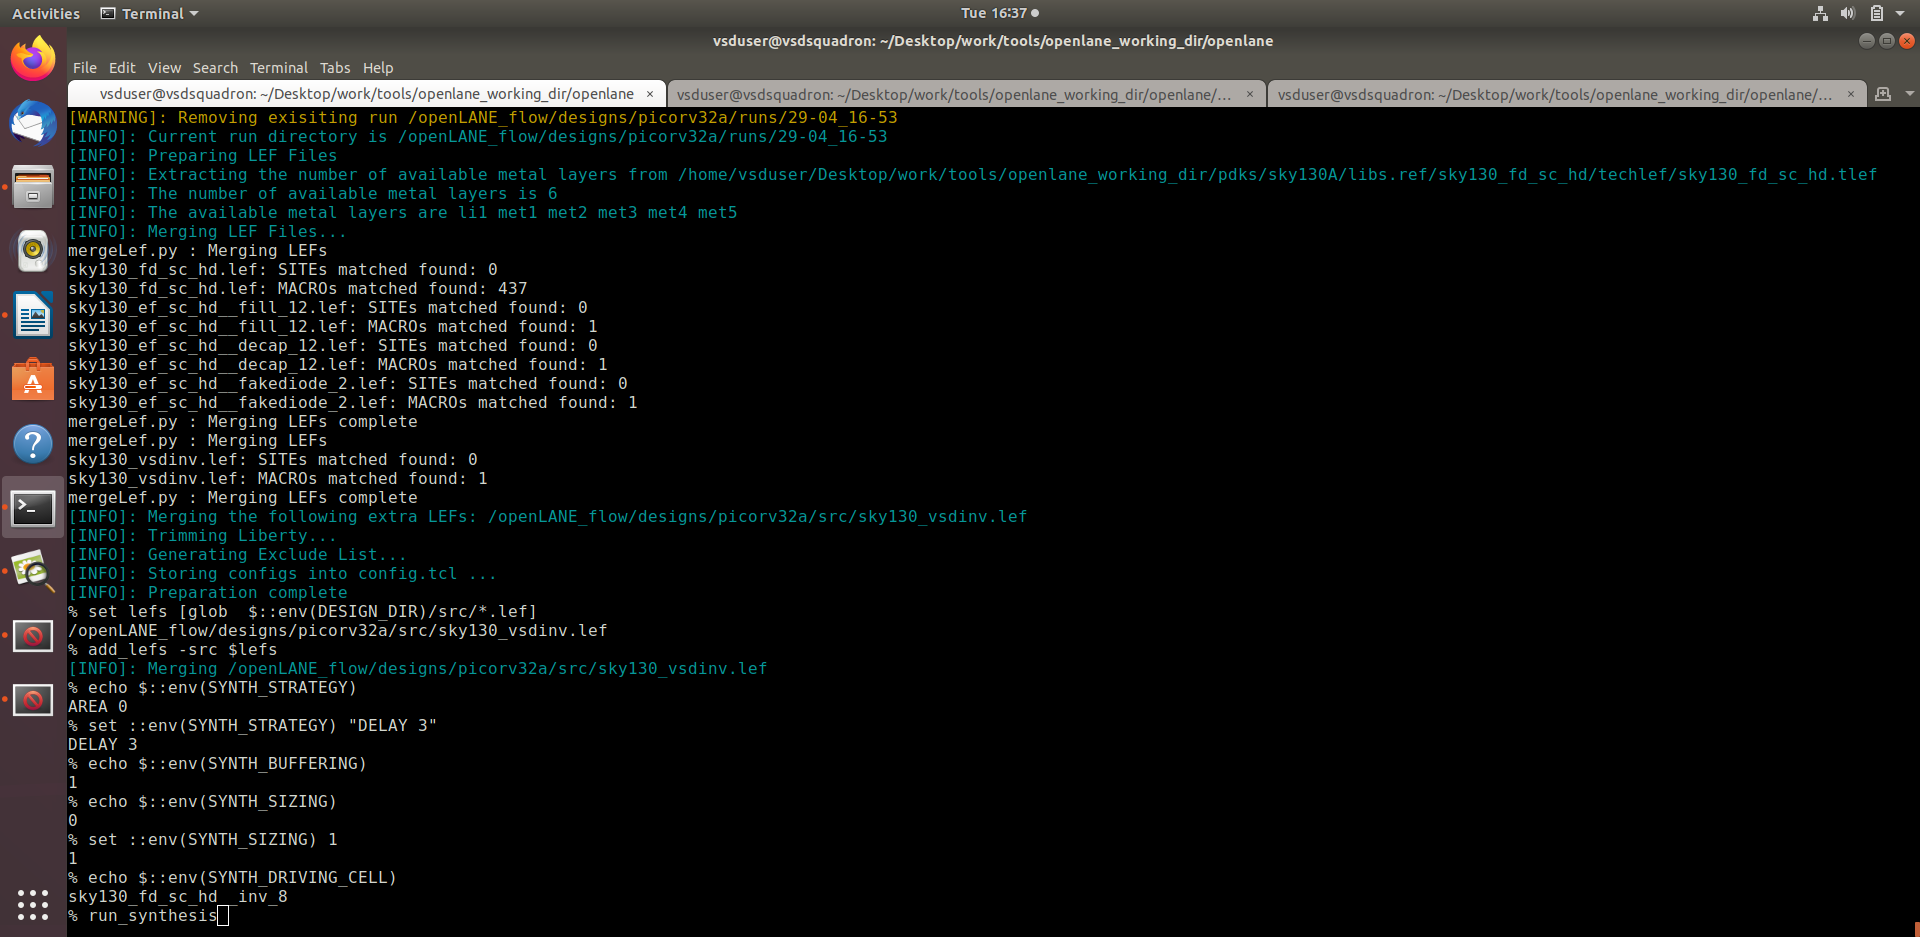 Activities Terminal Tue 16:37
vsduser@vsdsquadron: ~/Desktop/work/tools/openlane_working_dir/openlane
File Edit View Search Terminal Tabs Help
vsduser@vsdsquadron: ~/Desktop/work/tools/openlane_working_dir/openlane × vsduser@vsdsquadron: ~/Desktop/work/tools/openlane_working_dir/openlane/... × vsduser@vsdsquadron: ~/Desktop/work/tools/openlane_working_dir/openlane/... ×
[WARNING]: Removing exisiting run /openLANE_flow/designs/picorv32a/runs/29-04_16-53
[INFO]: Current run directory is /openLANE_flow/designs/picorv32a/runs/29-04_16-53
[INFO]: Preparing LEF Files
[INFO]: Extracting the number of available metal layers from /home/vsduser/Desktop/work/tools/openlane_working_dir/pdks/sky130A/libs.ref/sky130_fd_sc_hd/techlef/sky130_fd_sc_hd.tlef
[INFO]: The number of available metal layers is 6
[INFO]: The available metal layers are li1 met1 met2 met3 met4 met5
[INFO]: Merging LEF Files...
mergeLef.py : Merging LEFs
sky130_fd_sc_hd.lef: SITEs matched found: 0
sky130_fd_sc_hd.lef: MACROs matched found: 437
sky130_ef_sc_hd__fill_12.lef: SITEs matched found: 0
sky130_ef_sc_hd__fill_12.lef: MACROs matched found: 1
sky130_ef_sc_hd__decap_12.lef: SITEs matched found: 0
sky130_ef_sc_hd__decap_12.lef: MACROs matched found: 1
sky130_ef_sc_hd__fakediode_2.lef: SITEs matched found: 0
sky130_ef_sc_hd__fakediode_2.lef: MACROs matched found: 1
mergeLef.py : Merging LEFs complete
mergeLef.py : Merging LEFs
sky130_vsdinv.lef: SITEs matched found: 0
sky130_vsdinv.lef: MACROs matched found: 1
mergeLef.py : Merging LEFs complete
[INFO]: Merging the following extra LEFs: /openLANE_flow/designs/picorv32a/src/sky130_vsdinv.lef
[INFO]: Trimming Liberty...
[INFO]: Generating Exclude List...
[INFO]: Storing configs into config.tcl ...
[INFO]: Preparation complete
% set lefs [glob  $::env(DESIGN_DIR)/src/*.lef]
/openLANE_flow/designs/picorv32a/src/sky130_vsdinv.lef
% add_lefs -src $lefs
[INFO]: Merging /openLANE_flow/designs/picorv32a/src/sky130_vsdinv.lef
% echo $::env(SYNTH_STRATEGY)
AREA 0
% set ::env(SYNTH_STRATEGY) "DELAY 3"
DELAY 3
% echo $::env(SYNTH_BUFFERING)
1
% echo $::env(SYNTH_SIZING)
0
% set ::env(SYNTH_SIZING) 1
1
% echo $::env(SYNTH_DRIVING_CELL)
sky130_fd_sc_hd__inv_8
% run_synthesis